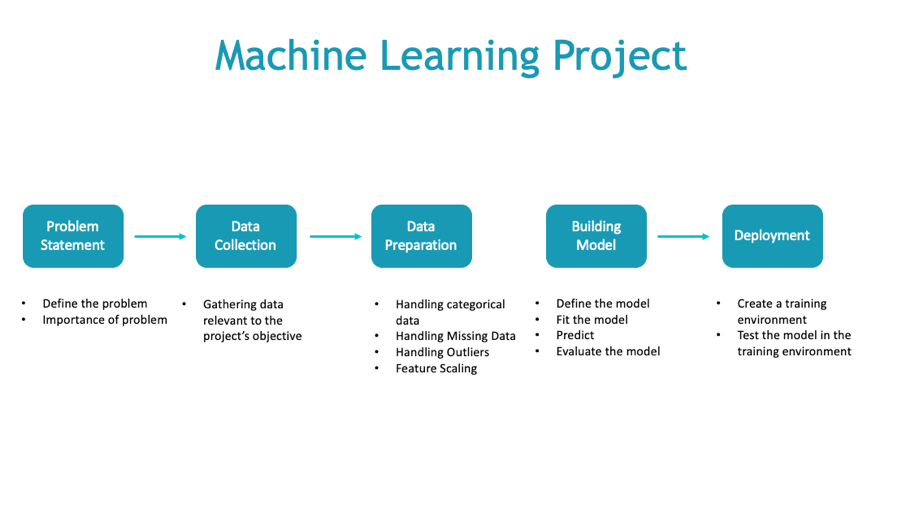 Machine Learning Project
Problem
Statement
Data
Collection
Data
Preparation
Building
Model
Deployment
• Define the problem
• Importance of problem
• Gathering data
relevant to the
project's objective
• Handling categorical
data
• Handling Missing Data
• Handling Outliers
• Feature Scaling
• Define the model
• Fit the model
• Predict
• Evaluate the model
• Create a training
environment
• Test the model in the
training environment